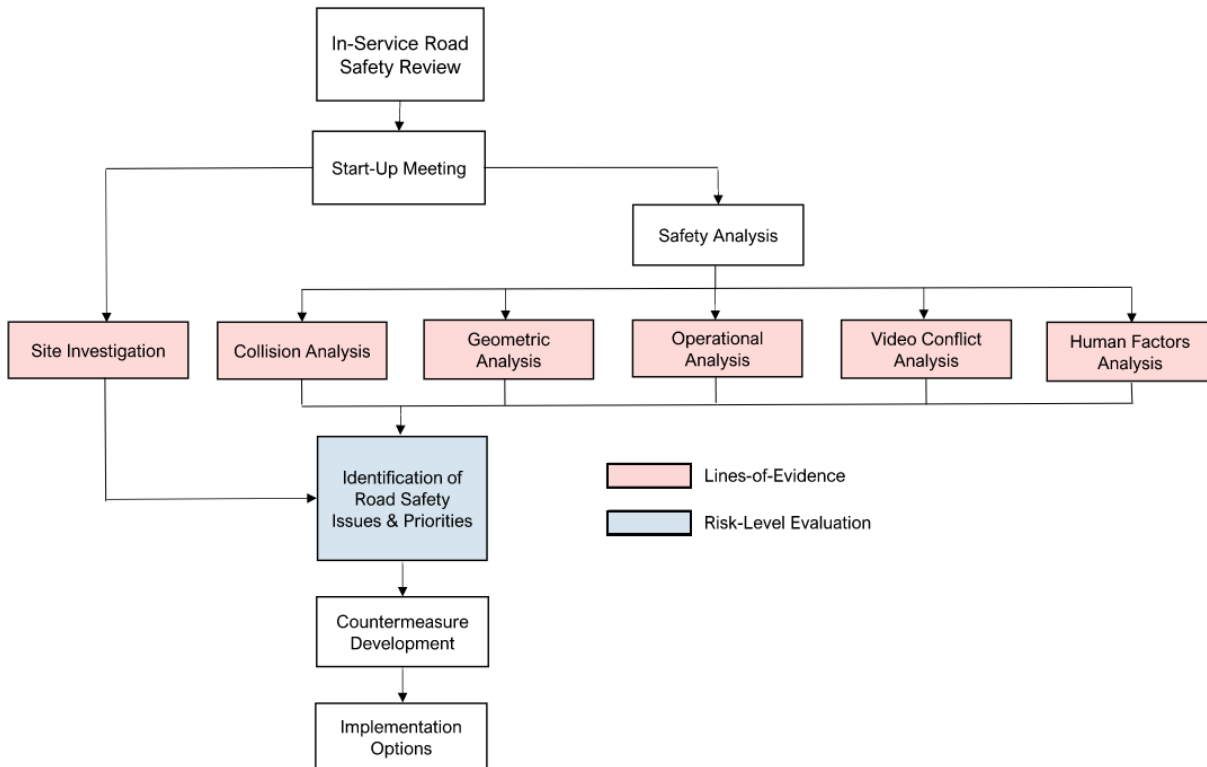 In-Service Road
Safety Review
Start-Up Meeting
Safety Analysis
Site Investigation
Collision Analysis
Geometric
Analysis
Operational
Analysis
Video Conflict
Analysis
Human Factors
Analysis
Identification of
Road Safety
Issues & Priorities
Lines-of-Evidence
Risk-Level Evaluation
Countermeasure
Development
Implementation
Options